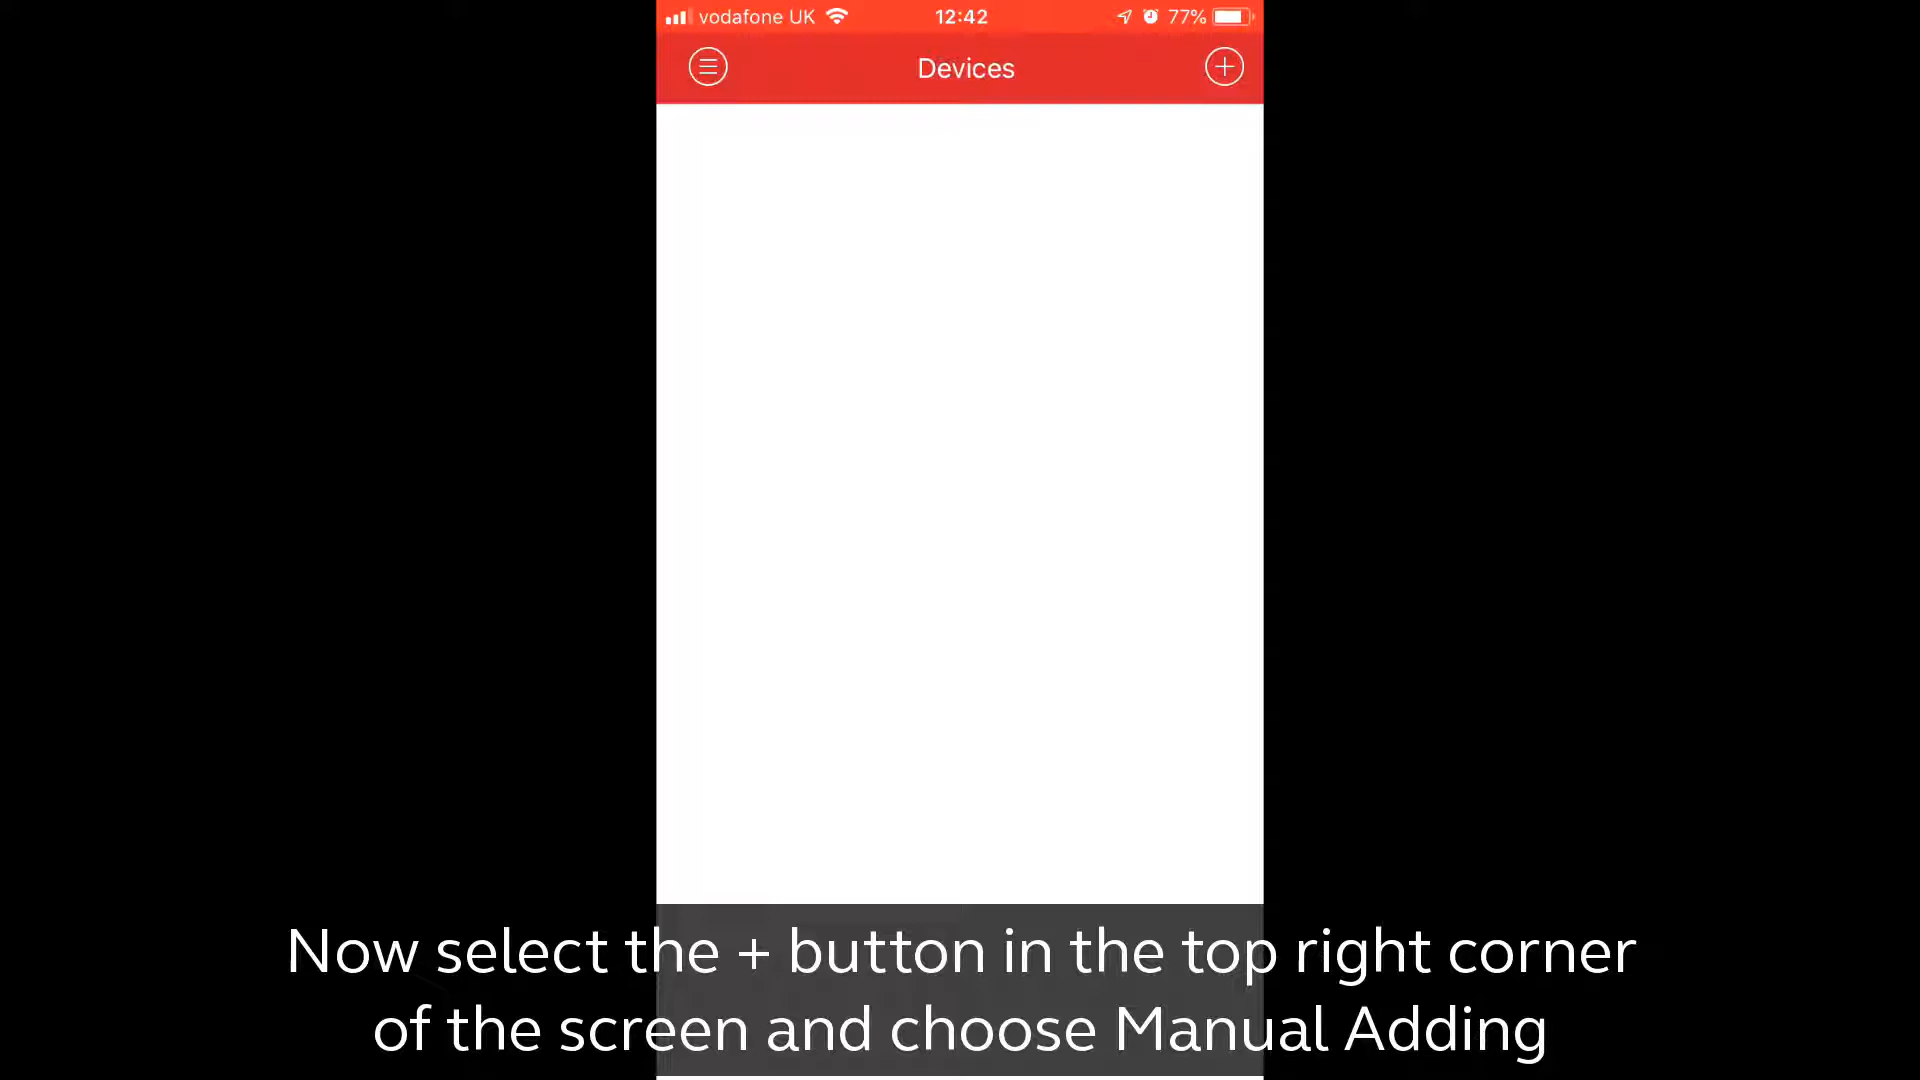 vodafone UK 12:42 77%
Devices
Now select the + button in the top right corner
of the screen and choose Manual Adding